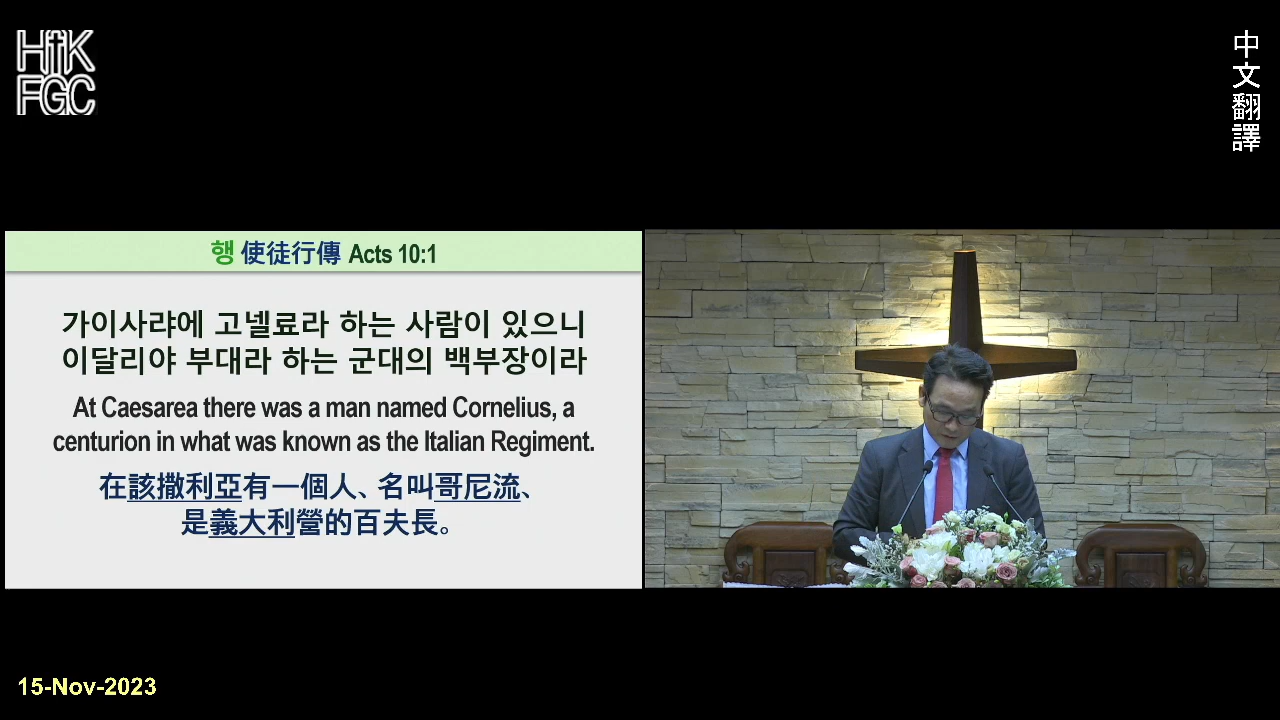 HfK
FGC
中文翻譯
행 使徒行傳 Acts 10:1
가이사랴에 고넬료라 하는 사람이 있으니
이달리야 부대라 하는 군대의 백부장이라
At Caesarea there was a man named Cornelius, a
centurion in what was known as the Italian Regiment.
在該撒利亞有一個人、名叫哥尼流、
是義大利營的百夫長。
15-Nov-2023